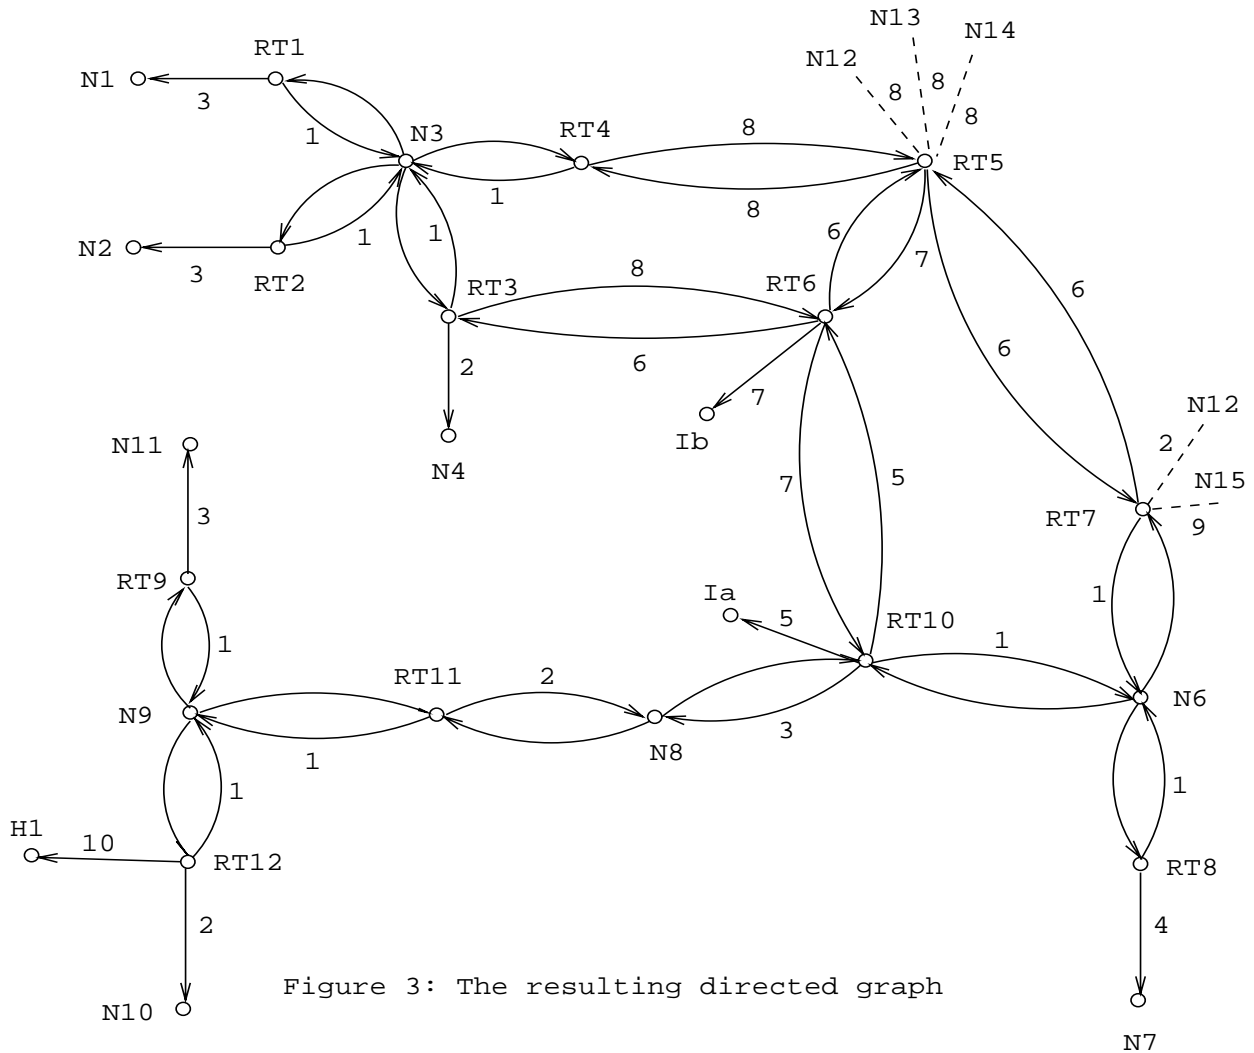 N13
N14
RT1
N12
N1
8
8
3
8
RT4
8
1
N3
RT5
1
8
1
1
6
N2
3
7
RT2
RT3
8
RT6
6
6
6
2
7
N12
Ib
2
N11
N4
7
5
N15
3
RT7
9
RT9
Ia
5
1
RT10
1
1
RT11
2
N9
N6
3
N8
1
1
1
H1
10
RT12
RT8
2
4
Figure 3: The resulting directed graph
N10
N7